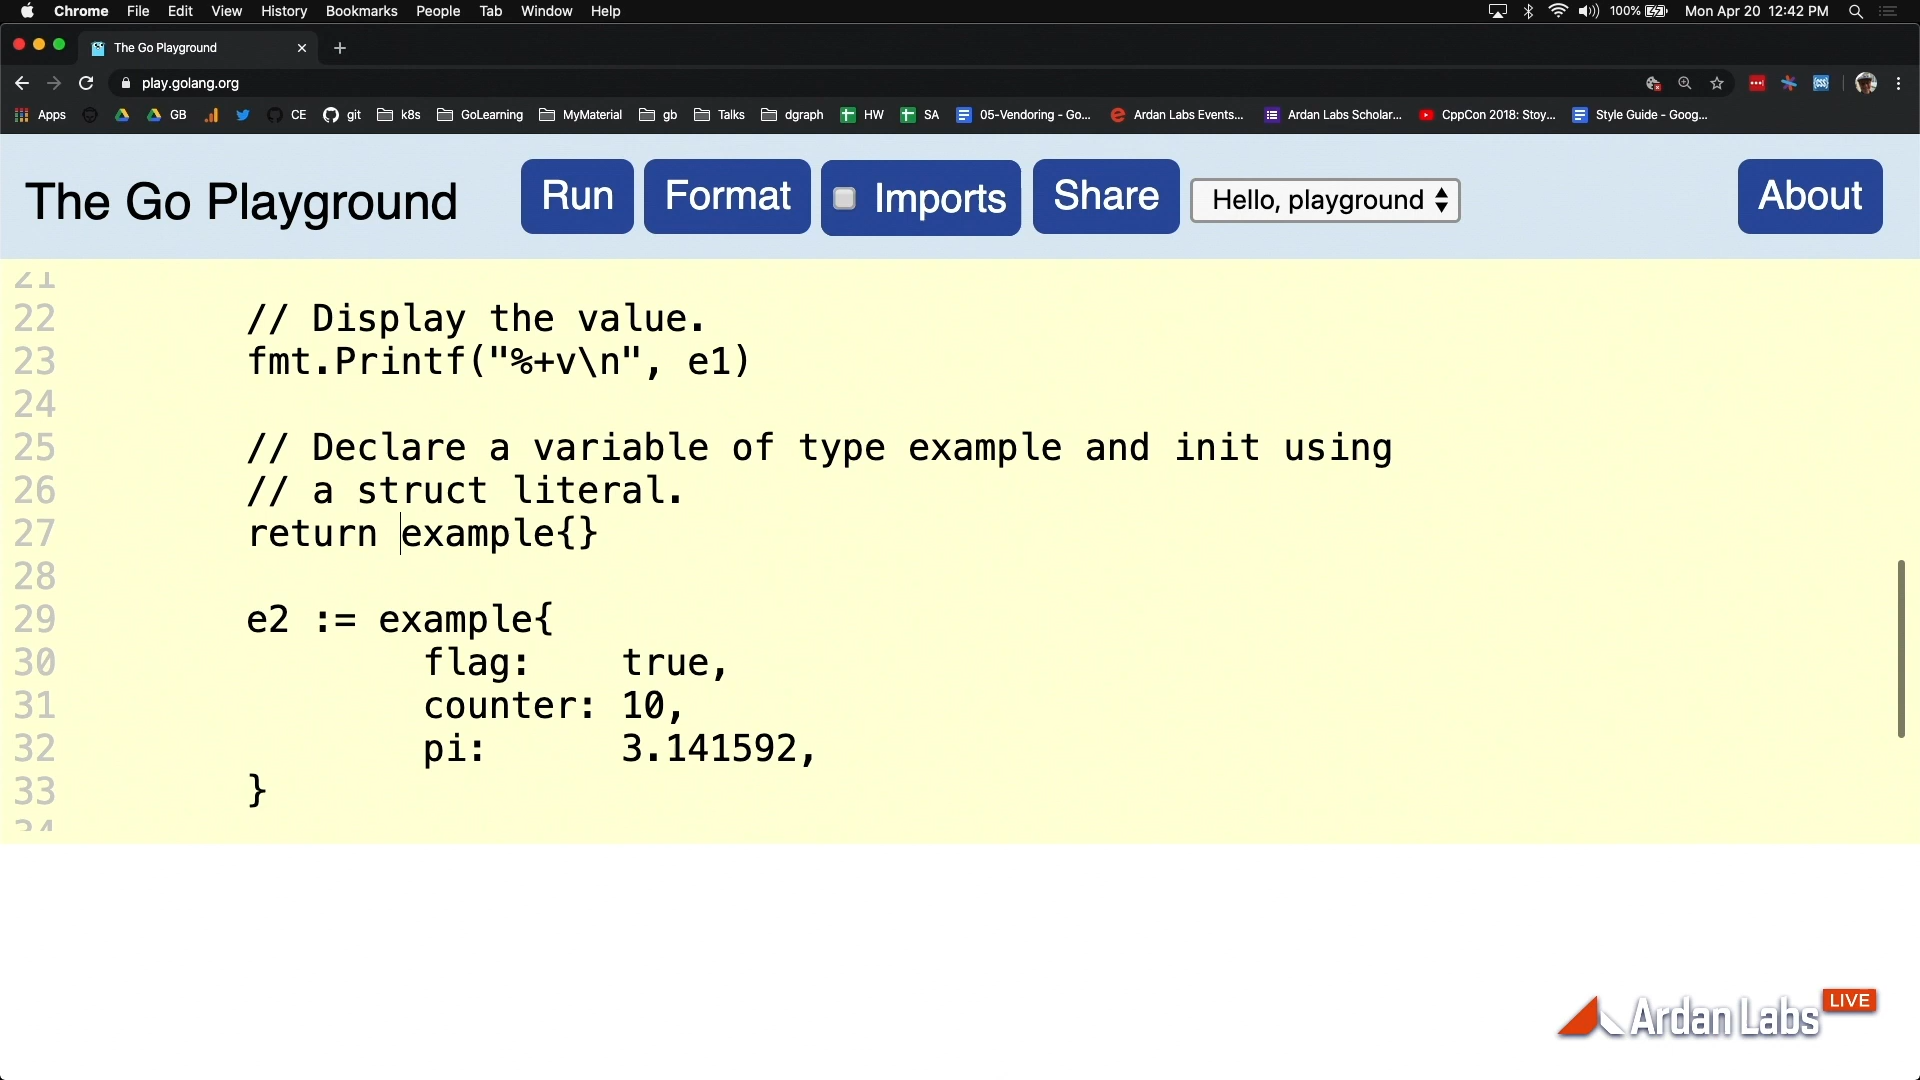 Chrome File Edit View History Bookmarks People Tab Window Help 100% Mon Apr 20 12:42 PM
The Go Playground
play.golang.org
Apps GB CE git k8s GoLearning MyMaterial gb Talks dgraph HW SA 05-Vendoring - Go... Ardan Labs Events... Ardan Labs Scholar... CppCon 2018: Stoy... Style Guide - Goog...
The Go Playground Run Format Imports Share Hello, playground About
21
22 // Display the value.
23 fmt.Printf("%+v\n", e1)
24
25 // Declare a variable of type example and init using
26 // a struct literal.
27 return example{}
28
29 e2 := example{
30 flag: true,
31 counter: 10,
32 pi: 3.141592,
33 }
34
Ardan Labs LIVE